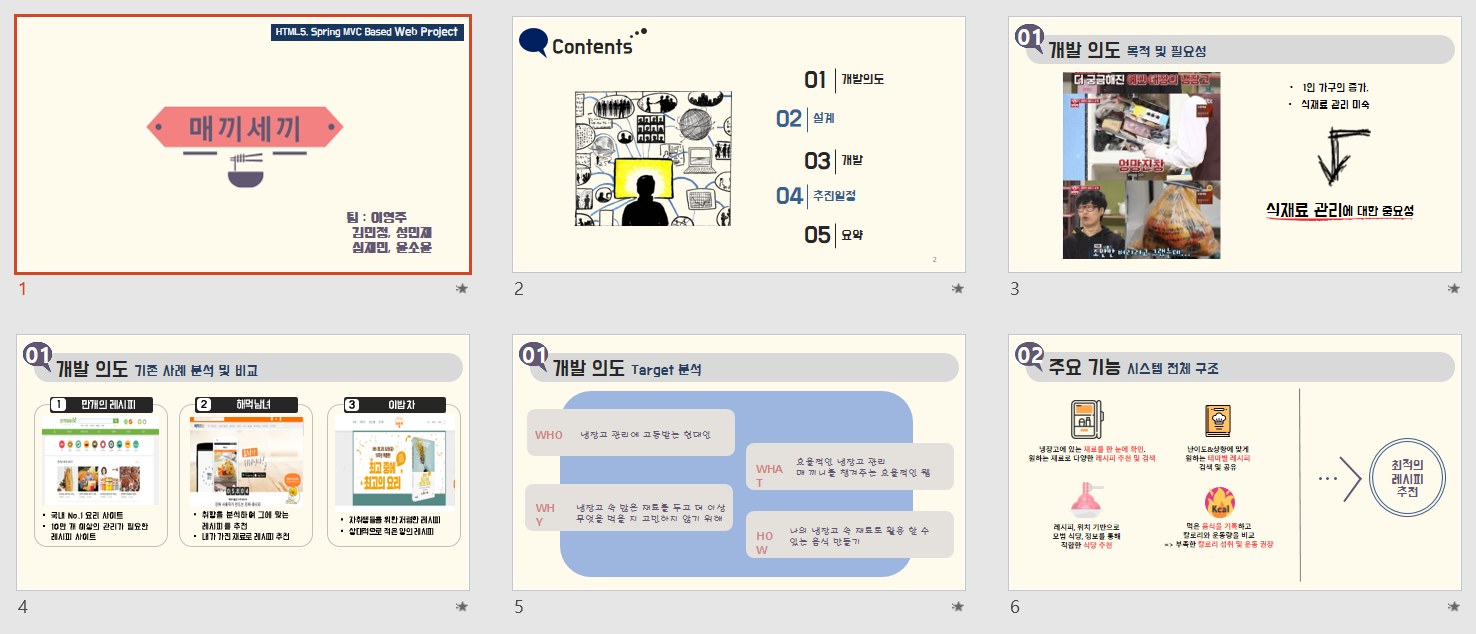 HTML5, Spring MVC Based Web Project
매끼세끼
팀 : 이영주
김민정, 성민재
심재민, 윤소윤
1
Contents
01 개발의도
02 설계
03 개발
04 추진일정
05 요약
2
2
01 개발 의도 목적 및 필요성
더 궁금해진
엉망진창
• 1인 가구의 증가.
• 식재료 관리 미숙
식재료 관리에 대한 중요성
3
01 개발 의도 기존 사례 분석 및 비교
1 만개의 레시피
• 국내 No.1 요리 사이트
• 10만 개 이상의 관리가 필요한
레시피 사이트
2 해먹남녀
• 취향을 분석하여 그에 맞는
레시피를 추천
• 내가 가진 재료로 레시피 추천
3 이밥차
최고중에
최고의 요리
• 자취생들을 위한 저렴한 레시피
• 상대적으로 적은 양의 레시피
4
01 개발 의도 Target 분석
WHO 냉장고 관리에 고통받는 현대인
WHA
T
효율적인 냉장고 관리
매 끼니를 챙겨주는 효율적인 웹
WH
Y
냉장고 속 많은 재료를 두고 더 이상
무엇을 먹을 지 고민하지 않기 위해
HO
W
나의 냉장고 속 재료로 활용 할 수
있는 음식 만들기
5
02 주요 기능 시스템 전체 구조
냉장고에 있는 재료를 한 눈에 확인,
원하는 재료로 다양한 레시피 추천 및 검색
난이도&상황에 맞게
원하는 테마별 레시피
검색 및 공유
레시피, 위치 기반으로
모범 식당, 정보를 통해
적합한 식당 추천
Kcal
먹은 음식을 기록하고
칼로리와 운동량을 비교
=> 부족한 칼로리 섭취 및 운동 권장
최적의
레시피
추천
6